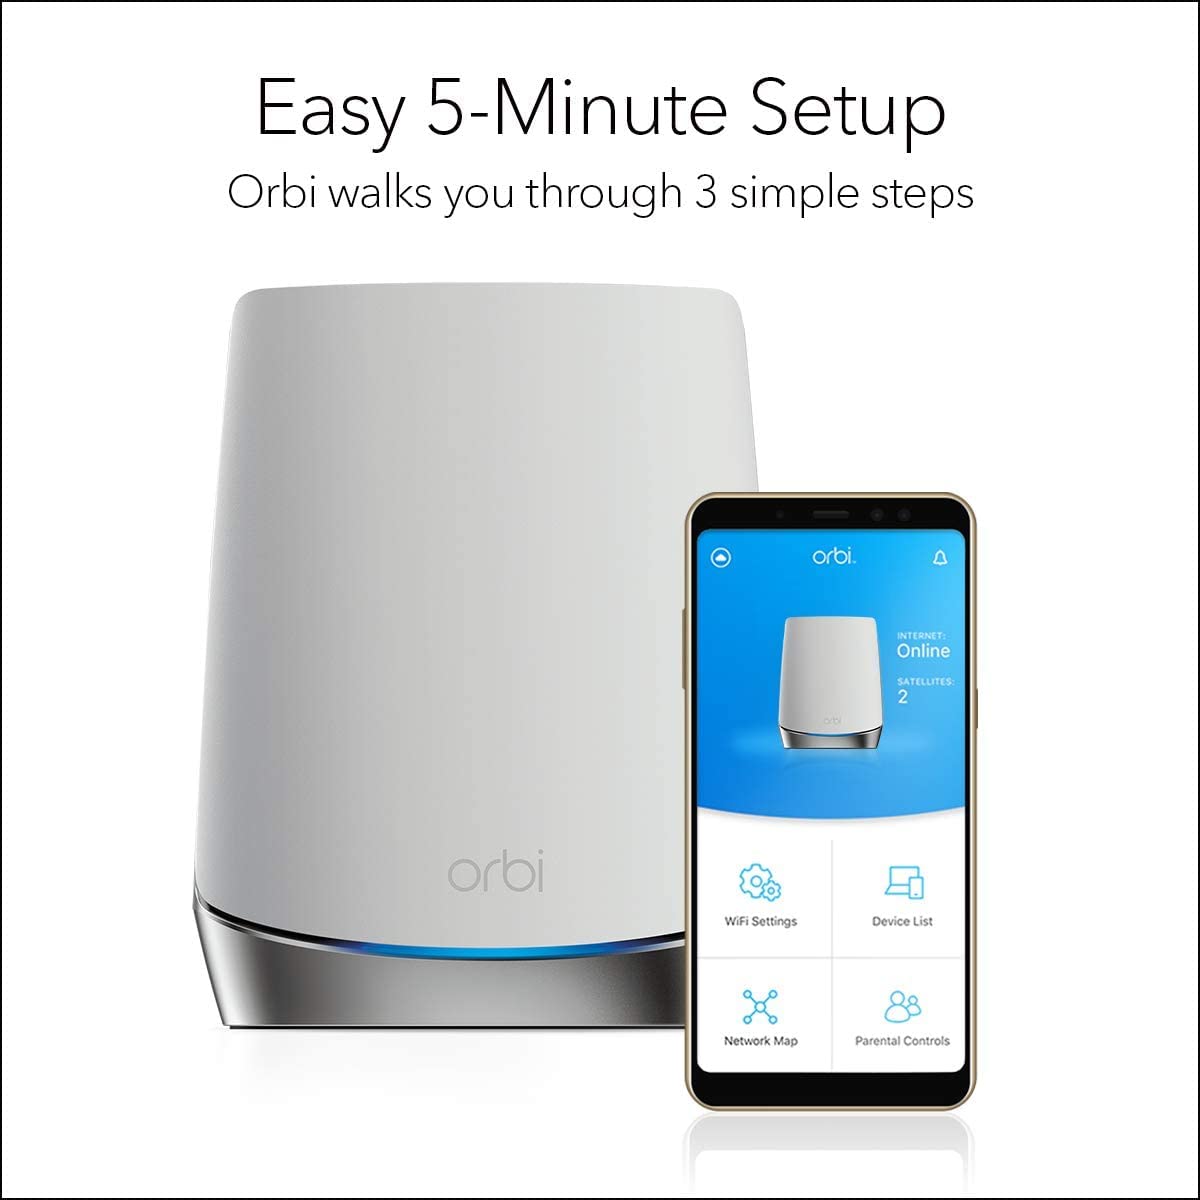 Easy 5-Minute Setup
Orbi walks you through 3 simple steps
orbi
orbi
INTERNET:
Online
SATELLITES:
2
orbi
WiFi Settings
Device List
Network Map
Parental Controls